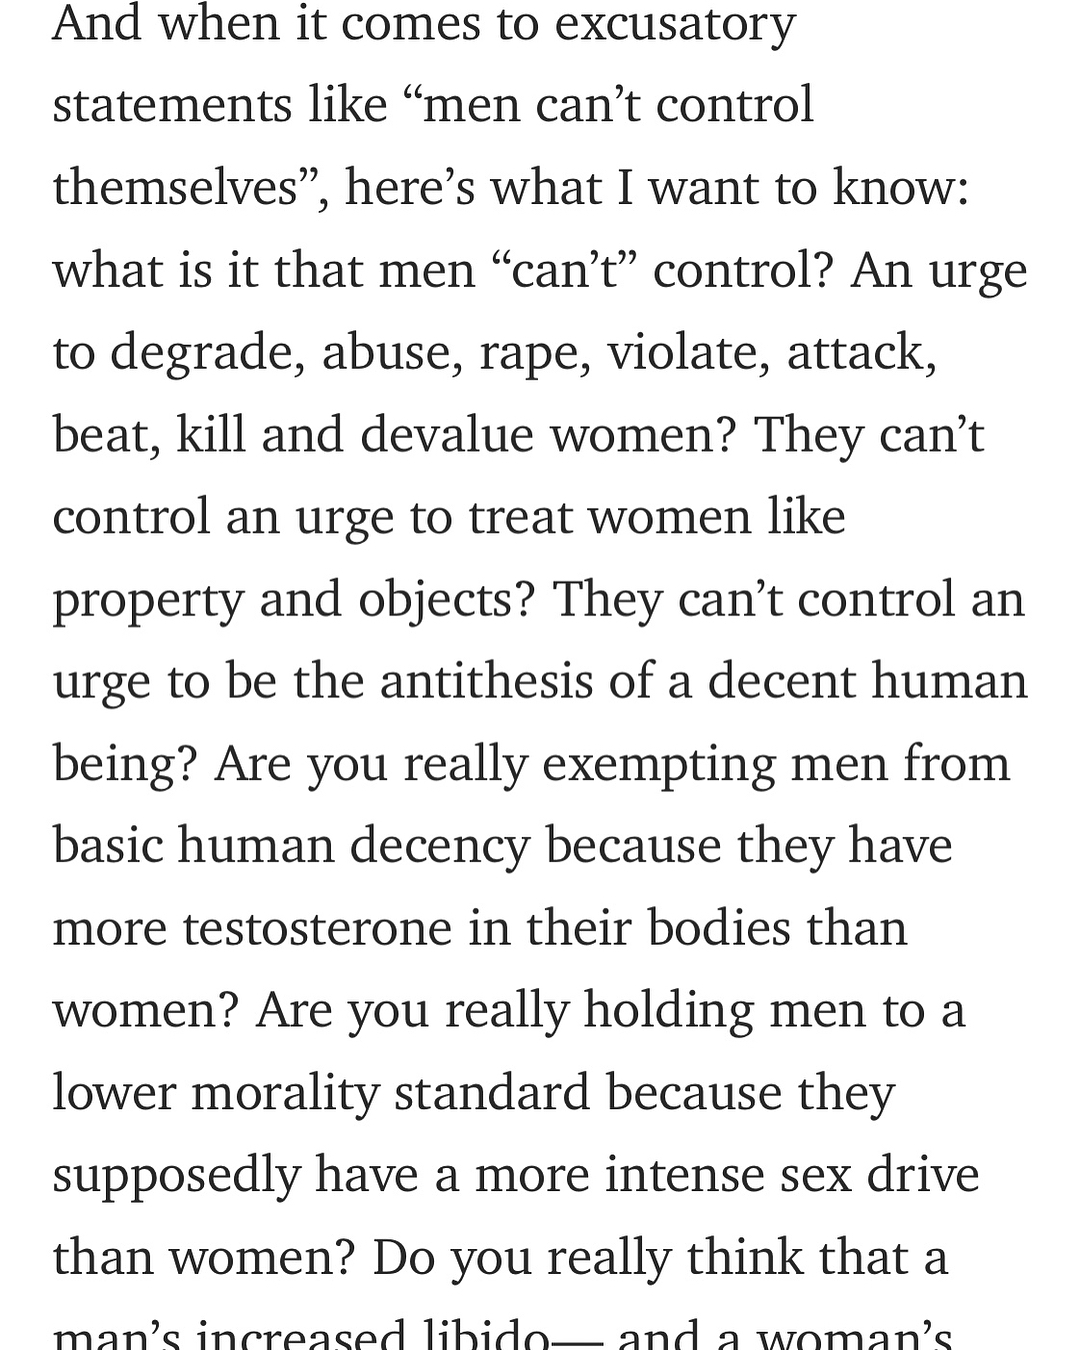 And when it comes to excusatory
statements like “men can’t control
themselves”, here’s what I want to know:
what is it that men “can’t” control? An urge
to degrade, abuse, rape, violate, attack,
beat, kill and devalue women? They can’t
control an urge to treat women like
property and objects? They can’t control an
urge to be the antithesis of a decent human
being? Are you really exempting men from
basic human decency because they have
more testosterone in their bodies than
women? Are you really holding men to a
lower morality standard because they
supposedly have a more intense sex drive
than women? Do you really think that a
man’s increased libido— and a woman’s